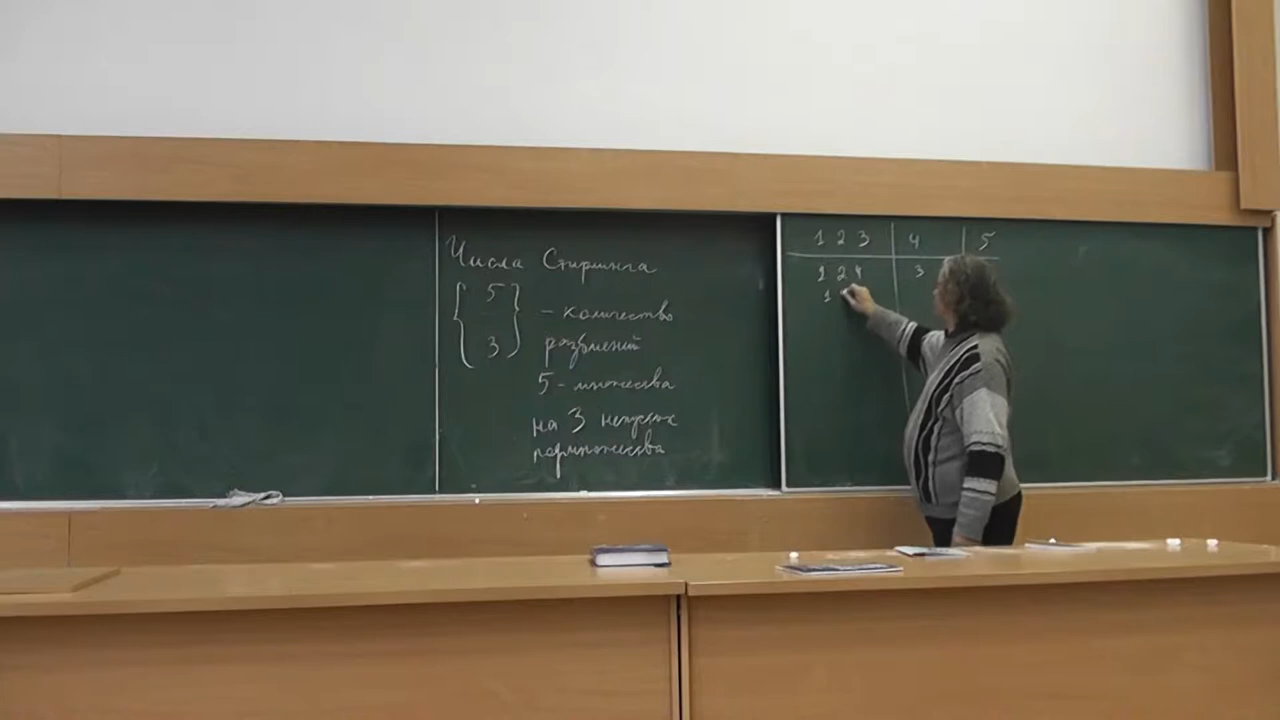 Числа Стирлинга
{ 5 } – количество
3 разбиений
5 - множества
на 3 непустых
подмножества
1 2 3 | 4 | 5
1 2 4 | 3
1